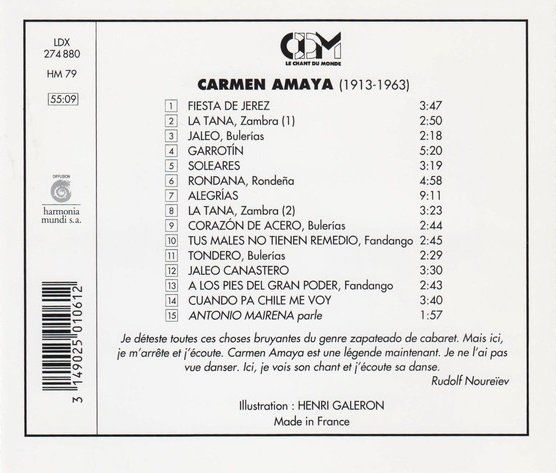 LDX
274 880
HM 79
55:09
DIFFUSION
harmonia
mundi s.a.
3 149025 010612
CDM
LE CHANT DU MONDE
CARMEN AMAYA (1913-1963)
1 FIESTA DE JEREZ 3:47
2 LA TANA, Zambra (1) 2:50
3 JALEO, Bulerías 2:18
4 GARROTÍN 5:20
5 SOLEARES 3:19
6 RONDANA, Rondeña 4:58
7 ALEGRÍAS 9:11
8 LA TANA, Zambra (2) 3:23
9 CORAZÓN DE ACERO, Bulerías 2:44
10 TUS MALES NO TIENEN REMEDIO, Fandango 2:45
11 TONDERO, Bulerías 2:29
12 JALEO CANASTERO 3:30
13 A LOS PIES DEL GRAN PODER, Fandango 2:43
14 CUANDO PA CHILE ME VOY 3:40
15 ANTONIO MAIRENA parle 1:57
Je déteste toutes ces choses bruyantes du genre zapateado de cabaret. Mais ici,
je m'arrête et j'écoute. Carmen Amaya est une légende maintenant. Je ne l'ai pas
vue danser. Ici, je vois son chant et j'écoute sa danse.
Rudolf Noureïev
Illustration : HENRI GALERON
Made in France